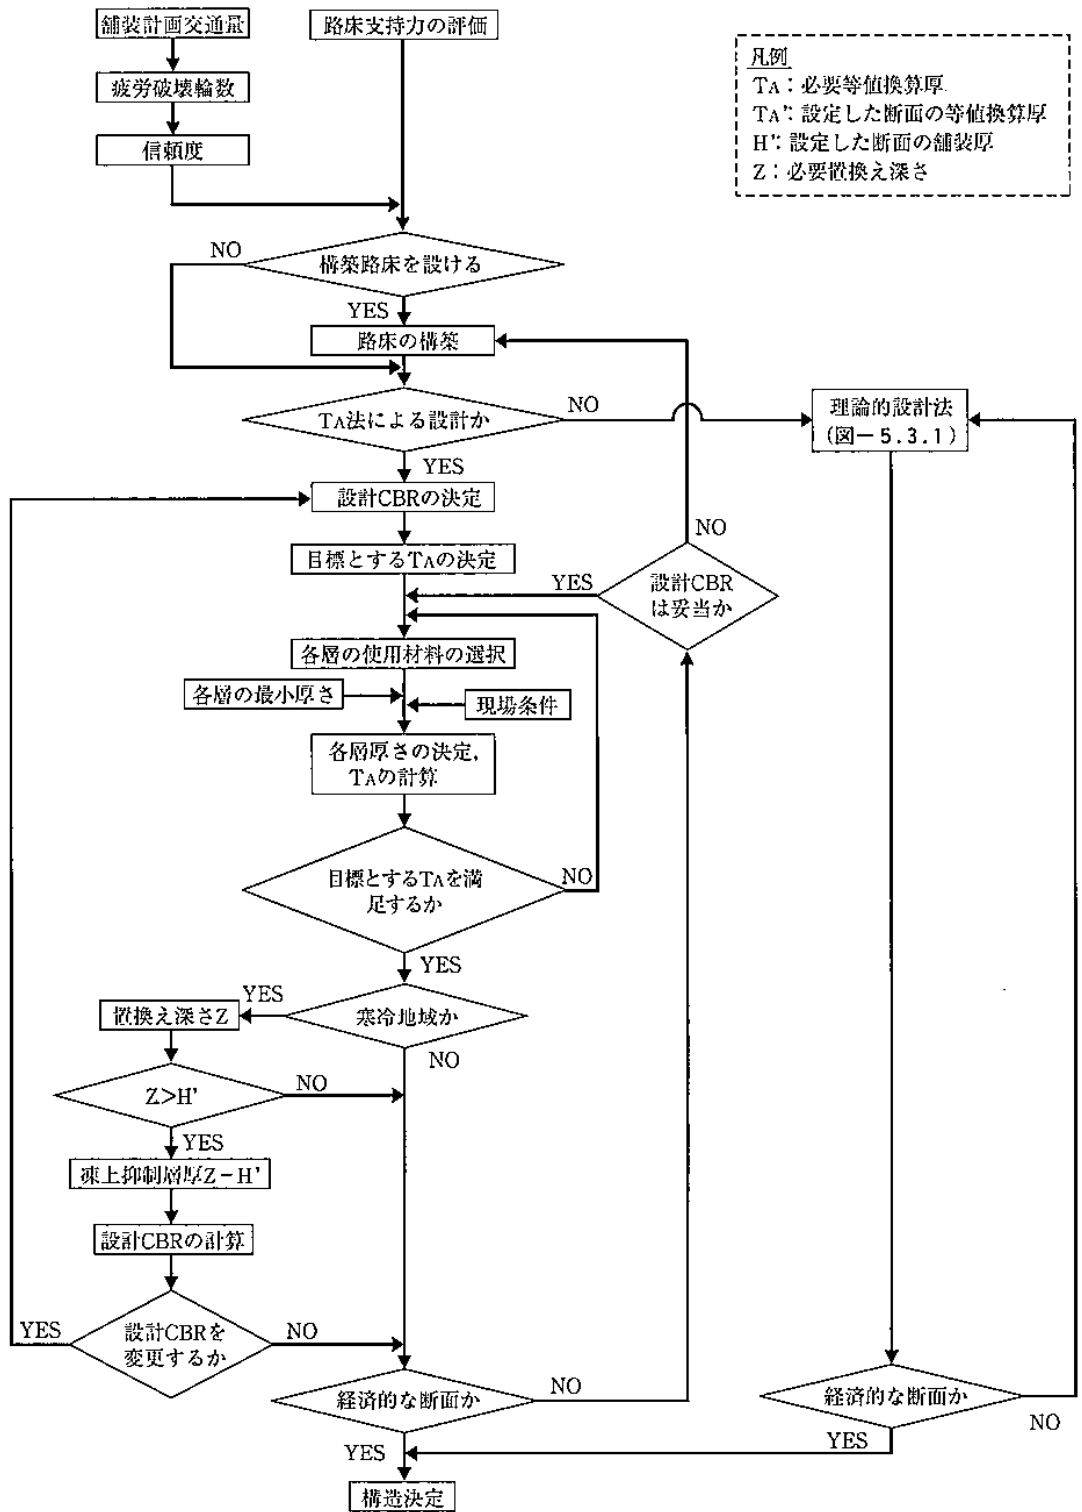 舗装計画交通量
路床支持力の評価
疲労破壊輪数
信頼度
凡例
TA：必要等値換算厚
TA'：設定した断面の等値換算厚
H'：設定した断面の舗装厚
Z：必要置換え深さ
NO
構築路床を設ける
YES
路床の構築
TA法による設計か
NO
理論的設計法
（図－5.3.1）
YES
設計CBRの決定
NO
目標とするTAの決定
YES
設計CBR
は妥当か
各層の使用材料の選択
各層の最小厚さ
現場条件
各層厚さの決定，
TAの計算
目標とするTAを満
足するか
NO
YES
YES
置換え深さZ
寒冷地域か
NO
Z>H'
NO
YES
凍上抑制層厚Z－H'
設計CBRの計算
YES
設計CBRを
変更するか
NO
経済的な断面か
NO
経済的な断面か
NO
YES
YES
構造決定